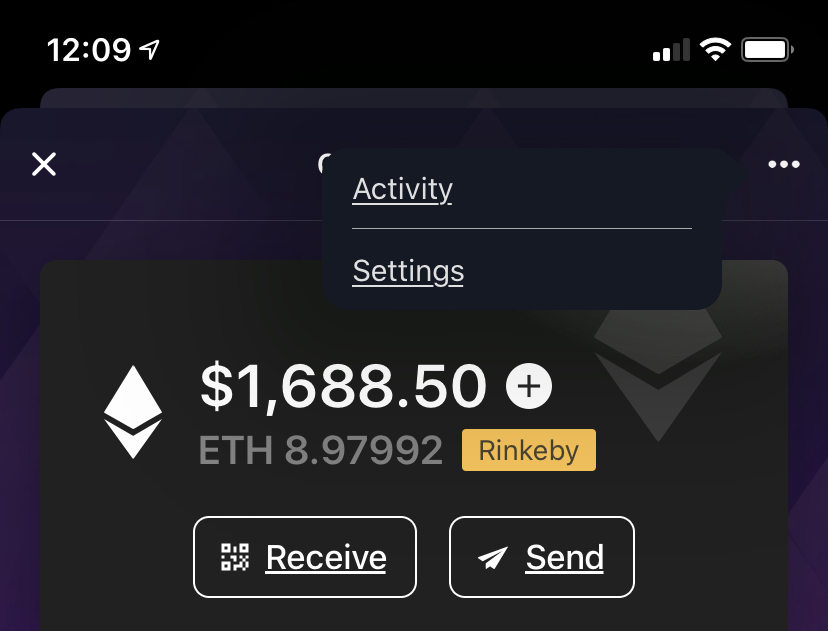 12:09
Activity
Settings
$1,688.50
ETH 8.97992 Rinkeby
Receive Send